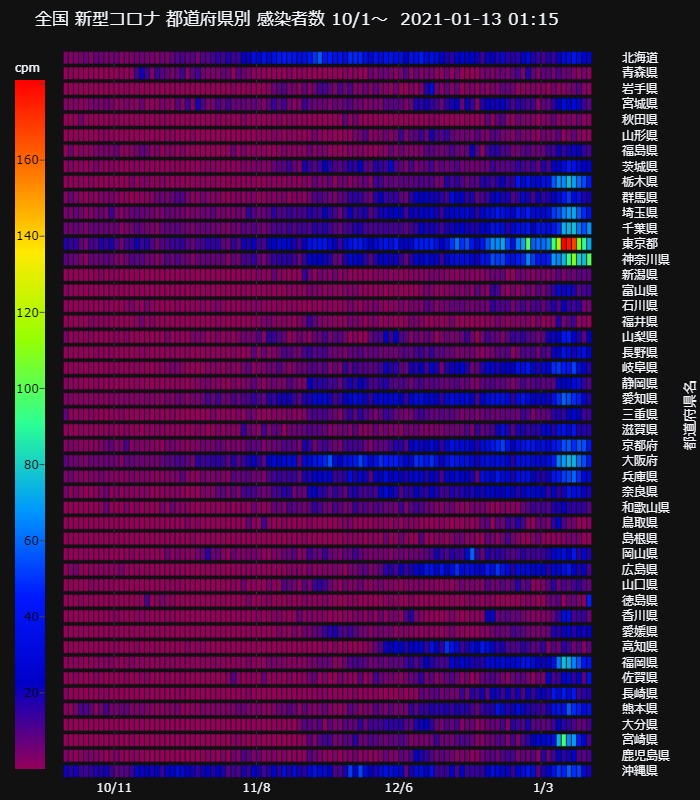 全国 新型コロナ 都道府県別 感染者数 10/1～ 2021-01-13 01:15
cpm
160
140
120
100
80
60
40
20
北海道
青森県
岩手県
宮城県
秋田県
山形県
福島県
茨城県
栃木県
群馬県
埼玉県
千葉県
東京都
神奈川県
新潟県
富山県
石川県
福井県
山梨県
長野県
岐阜県
静岡県
愛知県
三重県
滋賀県
京都府
大阪府
兵庫県
奈良県
和歌山県
鳥取県
島根県
岡山県
広島県
山口県
徳島県
香川県
愛媛県
高知県
福岡県
佐賀県
長崎県
熊本県
大分県
宮崎県
鹿児島県
沖縄県
都道府県名
10/11
11/8
12/6
1/3